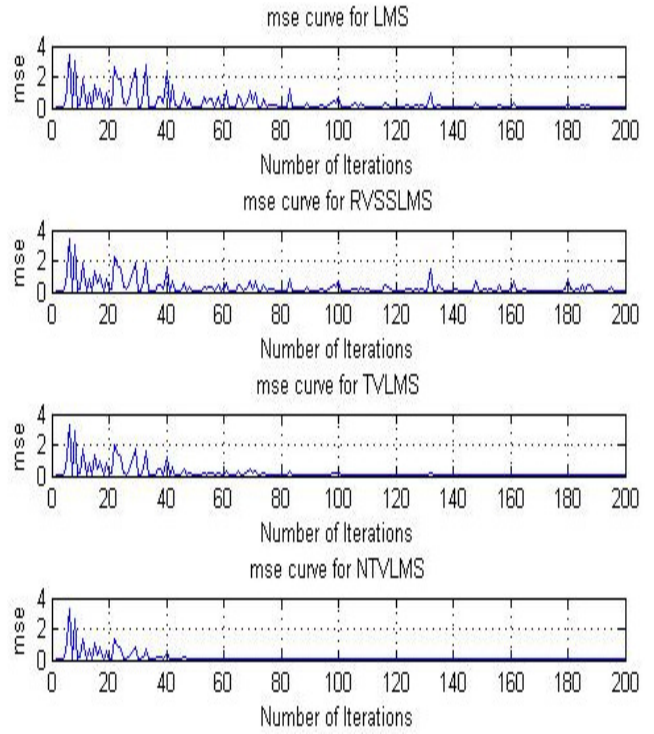 mse curve for LMS
4
2
0
mse
0 20 40 60 80 100 120 140 160 180 200
Number of Iterations
mse curve for RVSSLMS
4
2
0
mse
0 20 40 60 80 100 120 140 160 180 200
Number of Iterations
mse curve for TVLMS
4
2
0
mse
0 20 40 60 80 100 120 140 160 180 200
Number of Iterations
mse curve for NTVLMS
4
2
0
mse
0 20 40 60 80 100 120 140 160 180 200
Number of Iterations